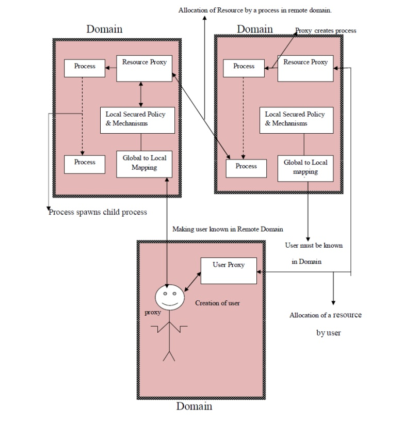 Allocation of Resource by a process in remote domain.
Domain
Domain
Proxy creates process
Process
Resource Proxy
Process
Resource Proxy
Local Secured Policy
& Mechanisms
Local Secured Policy
& Mechanisms
Process
Global to Local
Mapping
Process
Global to Local
mapping
Process spawns child process
Making user known in Remote Domain
User must be known
in Domain
User Proxy
Creation of user
proxy
Allocation of a resource
by user
Domain